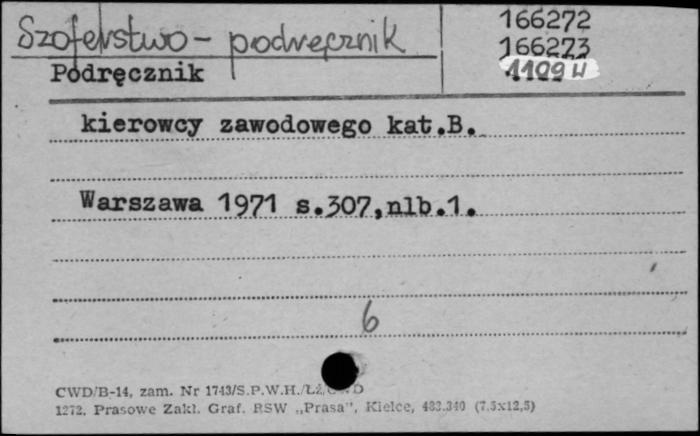 Szoferstwo - podręcznik
166272
166273
1109 H
Podręcznik
kierowcy zawodowego kat.B.
Warszawa 1971 s.307,nlb.1.
6
CWD/B-14, zam. Nr 1743/S.P.W.H./
1272. Prasowe Zakł. Graf. RSW „Prasa", Kielce, 483.340 (7,5x12,5)